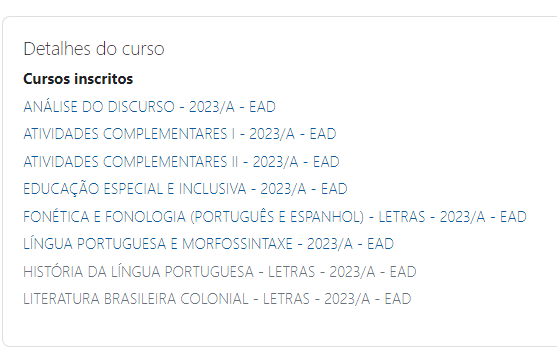 Detalhes do curso
Cursos inscritos
ANÁLISE DO DISCURSO - 2023/A - EAD
ATIVIDADES COMPLEMENTARES I - 2023/A - EAD
ATIVIDADES COMPLEMENTARES II - 2023/A - EAD
EDUCAÇÃO ESPECIAL E INCLUSIVA - 2023/A - EAD
FONÉTICA E FONOLOGIA (PORTUGUÊS E ESPANHOL) - LETRAS - 2023/A - EAD
LÍNGUA PORTUGUESA E MORFOSSINTAXE - 2023/A - EAD
HISTÓRIA DA LÍNGUA PORTUGUESA - LETRAS - 2023/A - EAD
LITERATURA BRASILEIRA COLONIAL - LETRAS - 2023/A - EAD